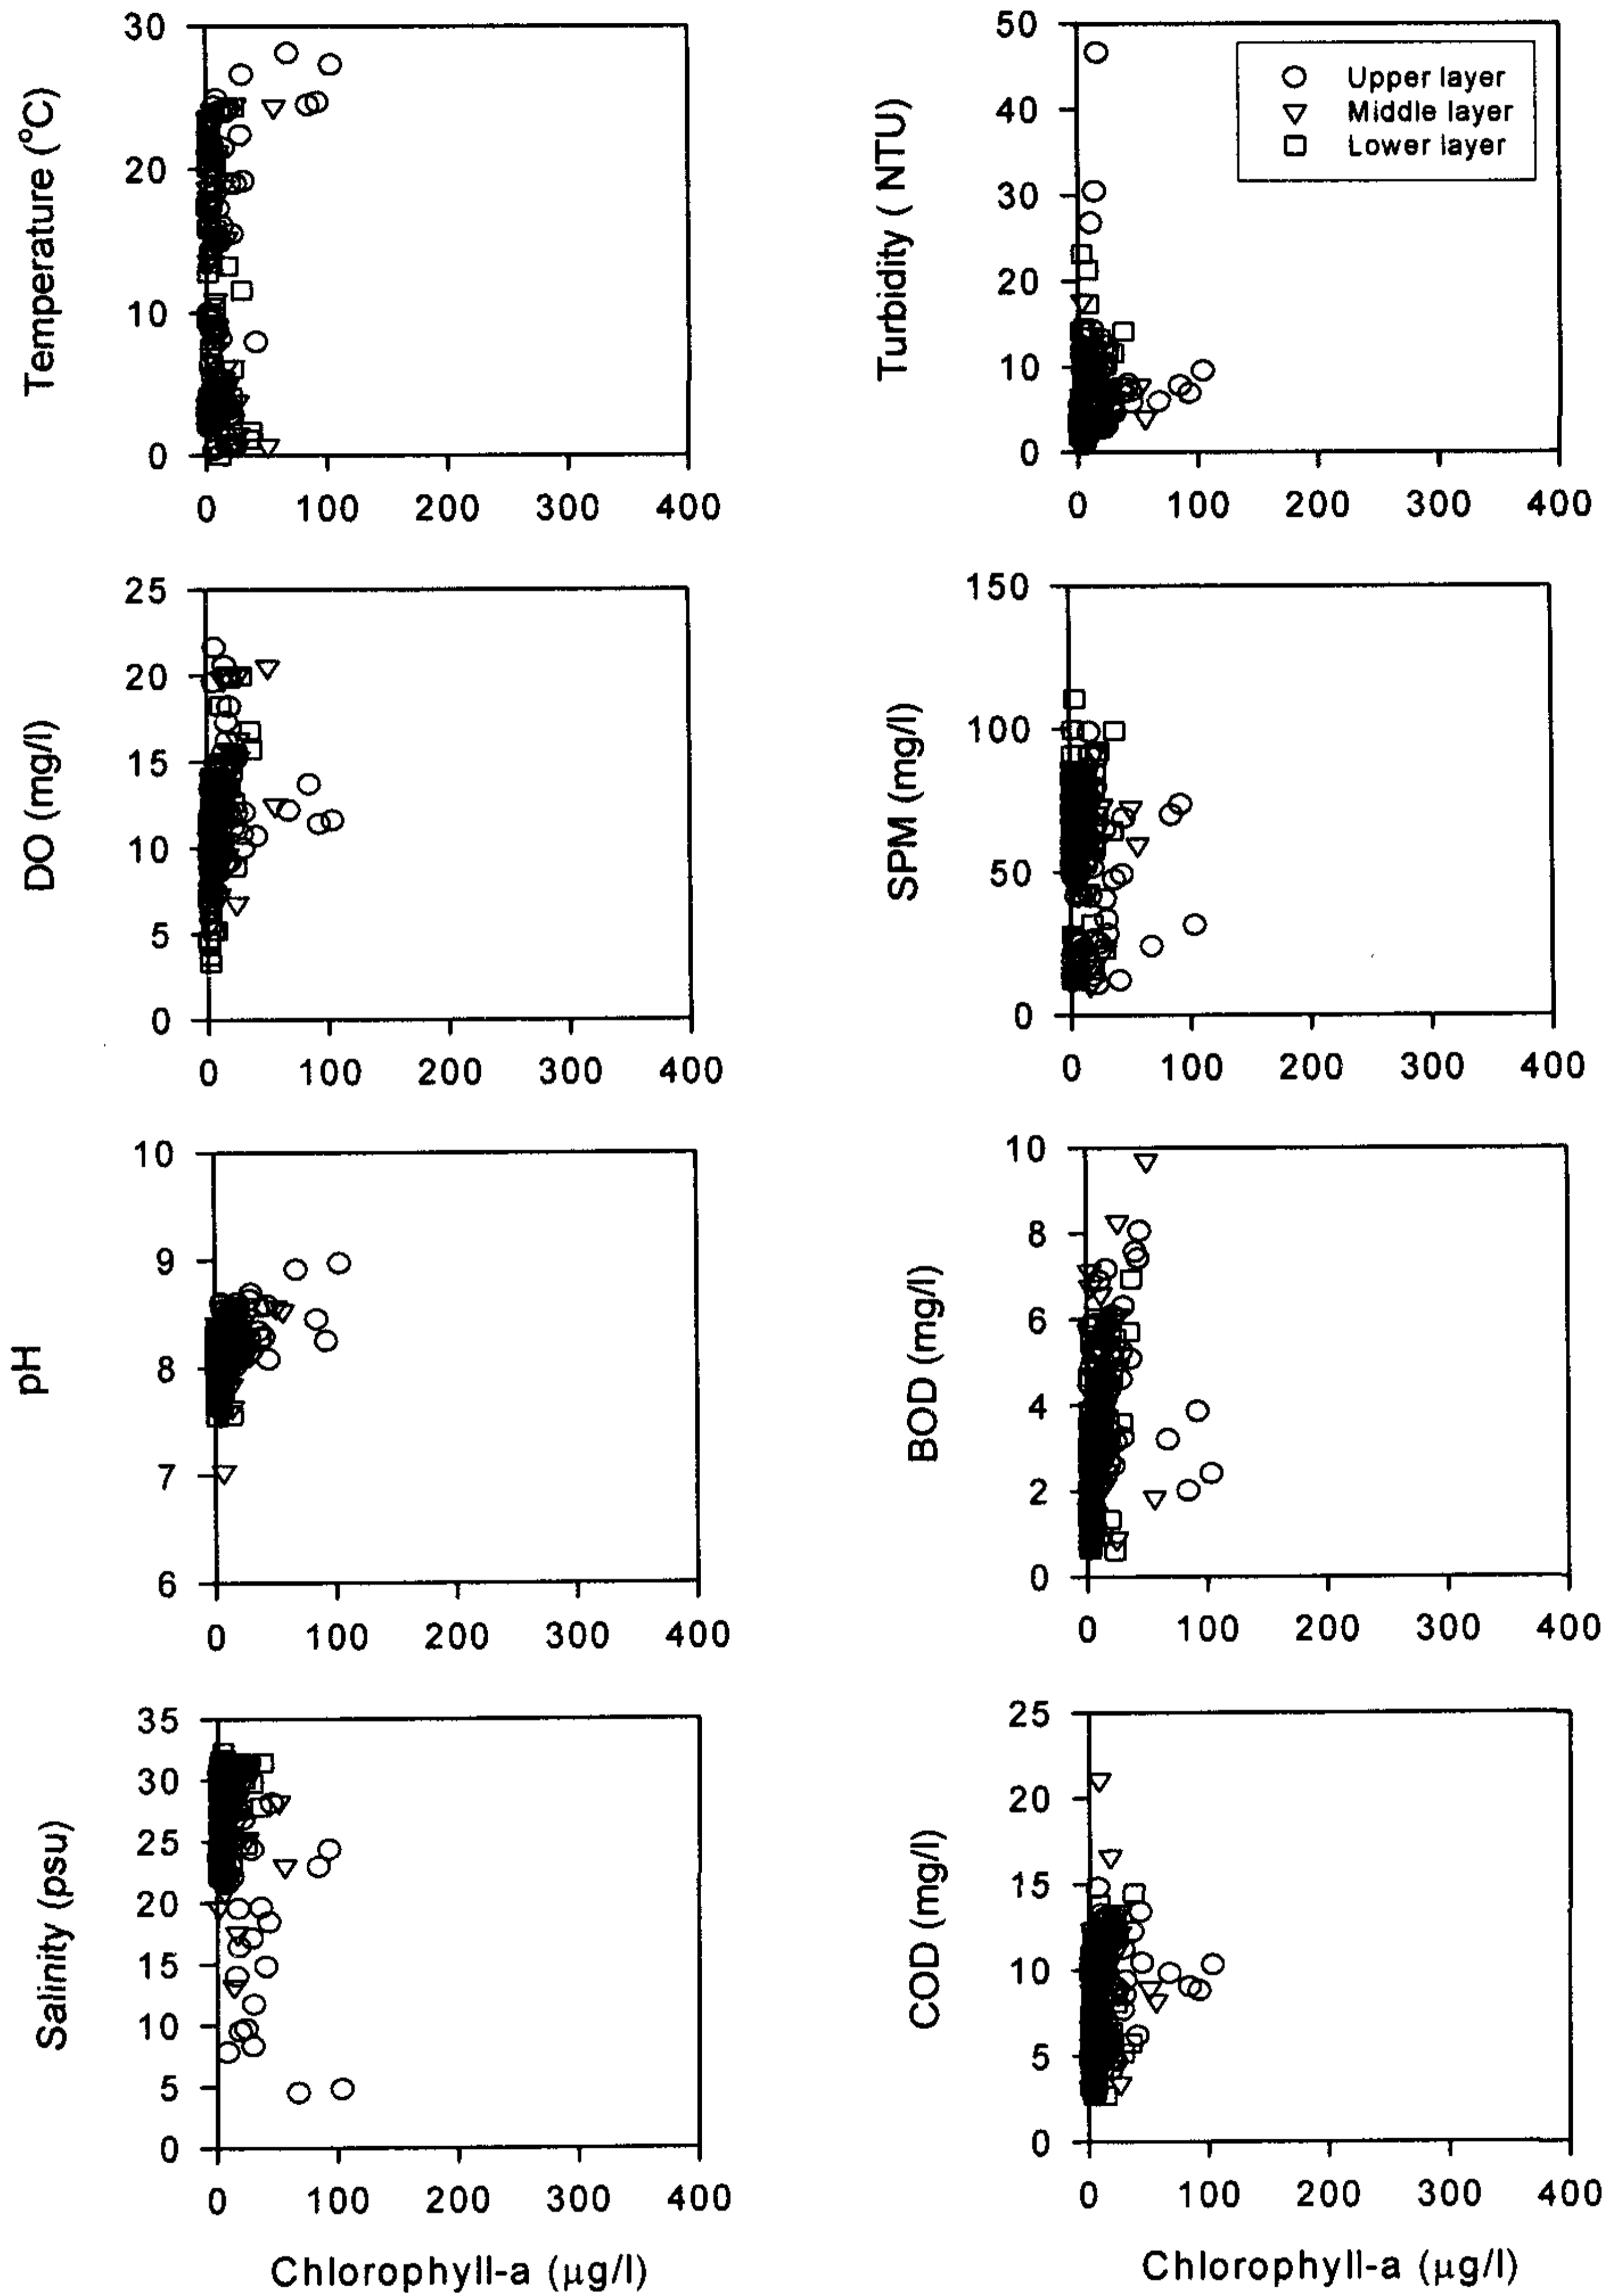 Temperature (°C)
30
20
10
0
0 100 200 300 400
Turbidity ( NTU)
50
40
30
20
10
0
0 100 200 300 400
Upper layer
Middle layer
Lower layer
DO (mg/l)
25
20
15
10
5
0
0 100 200 300 400
SPM (mg/l)
150
100
50
0
0 100 200 300 400
pH
10
9
8
7
6
0 100 200 300 400
BOD (mg/l)
10
8
6
4
2
0
0 100 200 300 400
Salinity (psu)
35
30
25
20
15
10
5
0
0 100 200 300 400
Chlorophyll-a (μg/l)
COD (mg/l)
25
20
15
10
5
0
0 100 200 300 400
Chlorophyll-a (μg/l)